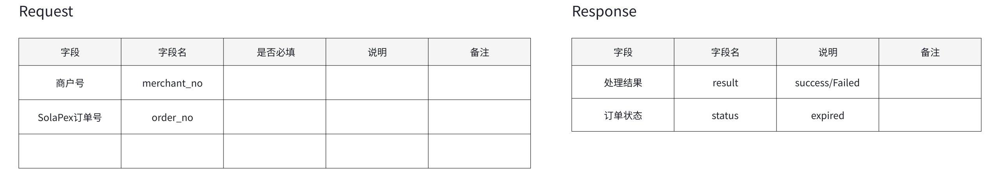 Request
字段 字段名 是否必填 说明 备注
商户号 merchant_no
SolaPex订单号 order_no
Response
字段 字段名 说明 备注
处理结果 result success/Failed
订单状态 status expired